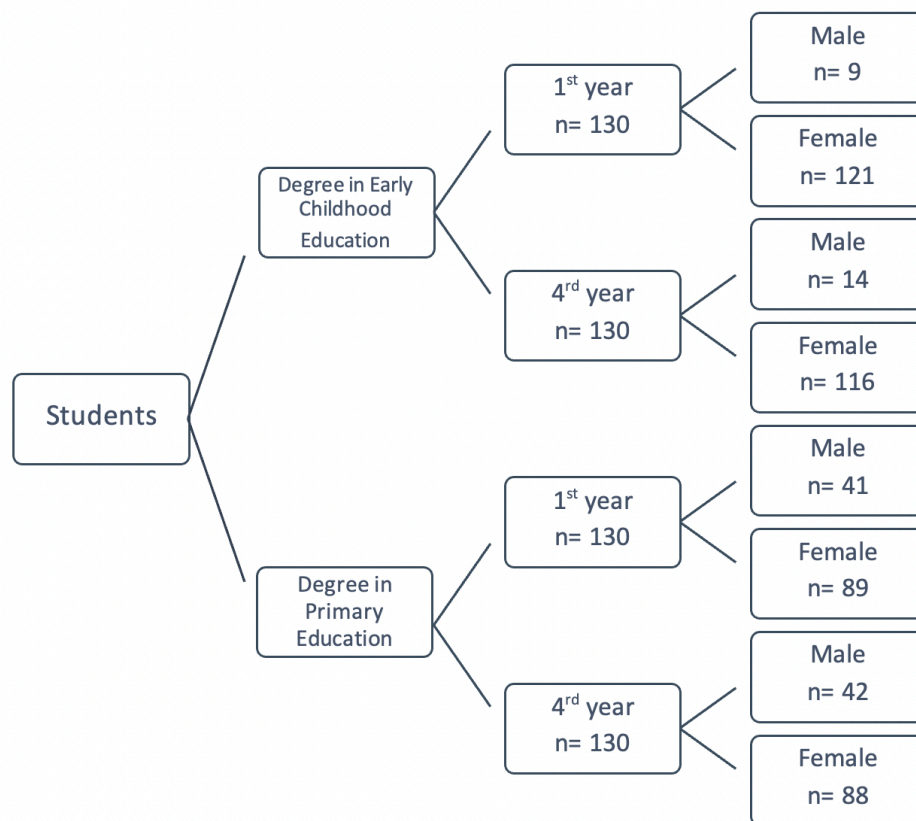 Students
Degree in Early
Childhood
Education
1st year
n= 130
Male
n= 9
Female
n= 121
4rd year
n= 130
Male
n= 14
Female
n= 116
Degree in
Primary
Education
1st year
n= 130
Male
n= 41
Female
n= 89
4rd year
n= 130
Male
n= 42
Female
n= 88